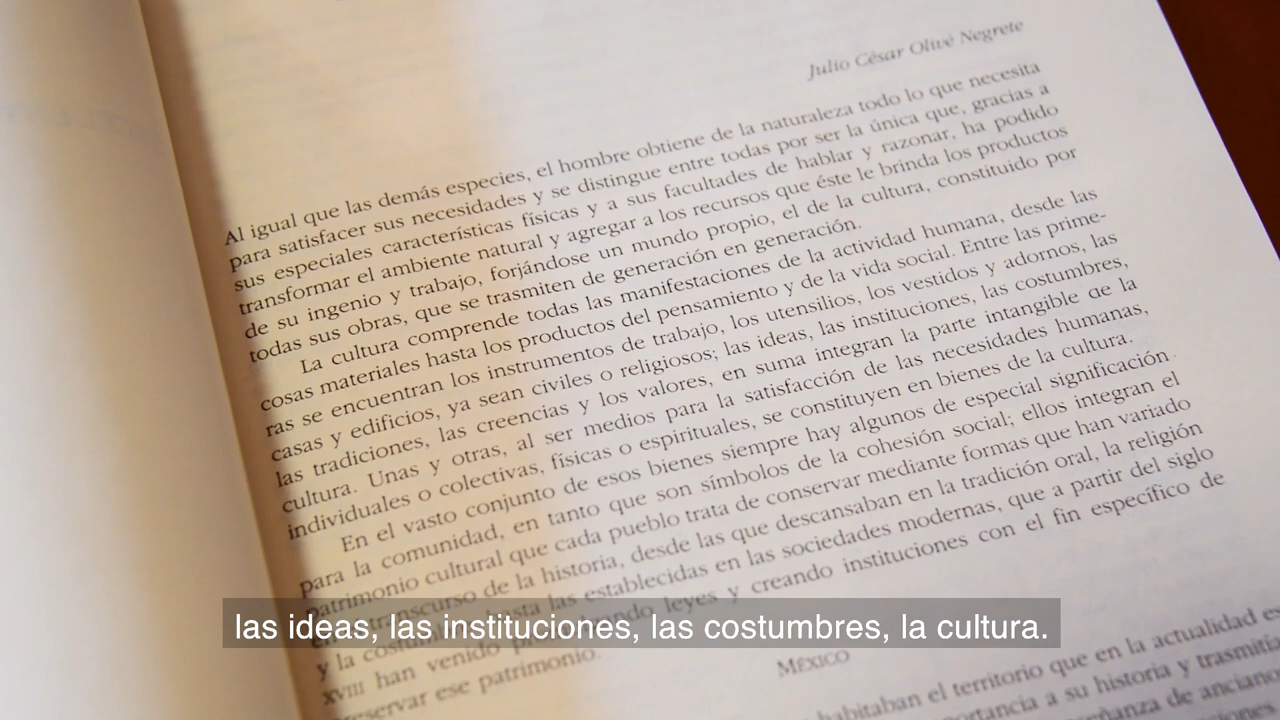 Julio César Olivé Negrete
Al igual que las demás especies, el hombre obtiene de la naturaleza todo lo que necesita
para satisfacer sus necesidades y se distingue entre todas por ser la única que, gracias a
sus especiales características físicas y a sus facultades de hablar y razonar, ha podido
transformar el ambiente natural y agregar a los recursos que éste le brinda los productos
de su ingenio y trabajo, forjándose un mundo propio, el de la cultura, constituido por
todas sus obras, que se trasmiten de generación en generación.
La cultura comprende todas las manifestaciones de la actividad humana, desde las
cosas materiales hasta los productos del pensamiento y de la vida social. Entre las prime-
ras se encuentran los instrumentos de trabajo, los utensilios, los vestidos y adornos, las
casas y edificios, ya sean civiles o religiosos; las ideas, las instituciones, las costumbres,
las tradiciones, las creencias y los valores, en suma integran la parte intangible de la
cultura. Unas y otras, al ser medios para la satisfacción de las necesidades humanas,
individuales o colectivas, físicas o espirituales, se constituyen en bienes de la cultura.
En el vasto conjunto de esos bienes siempre hay algunos de especial significación
para la comunidad, en tanto que son símbolos de la cohesión social; ellos integran el
patrimonio cultural que cada pueblo trata de conservar mediante formas que han variado
transcurso de la historia, desde las que descansaban en la tradición oral, la religión
y la hasta las establecidas en las sociedades modernas, que a partir del siglo
XVIII han venido leyes y creando instituciones con el fin específico de
preservar ese patrimonio.
MÉXICO
habitaban el territorio que en la actualidad
a su historia y
de
las ideas, las instituciones, las costumbres, la cultura.